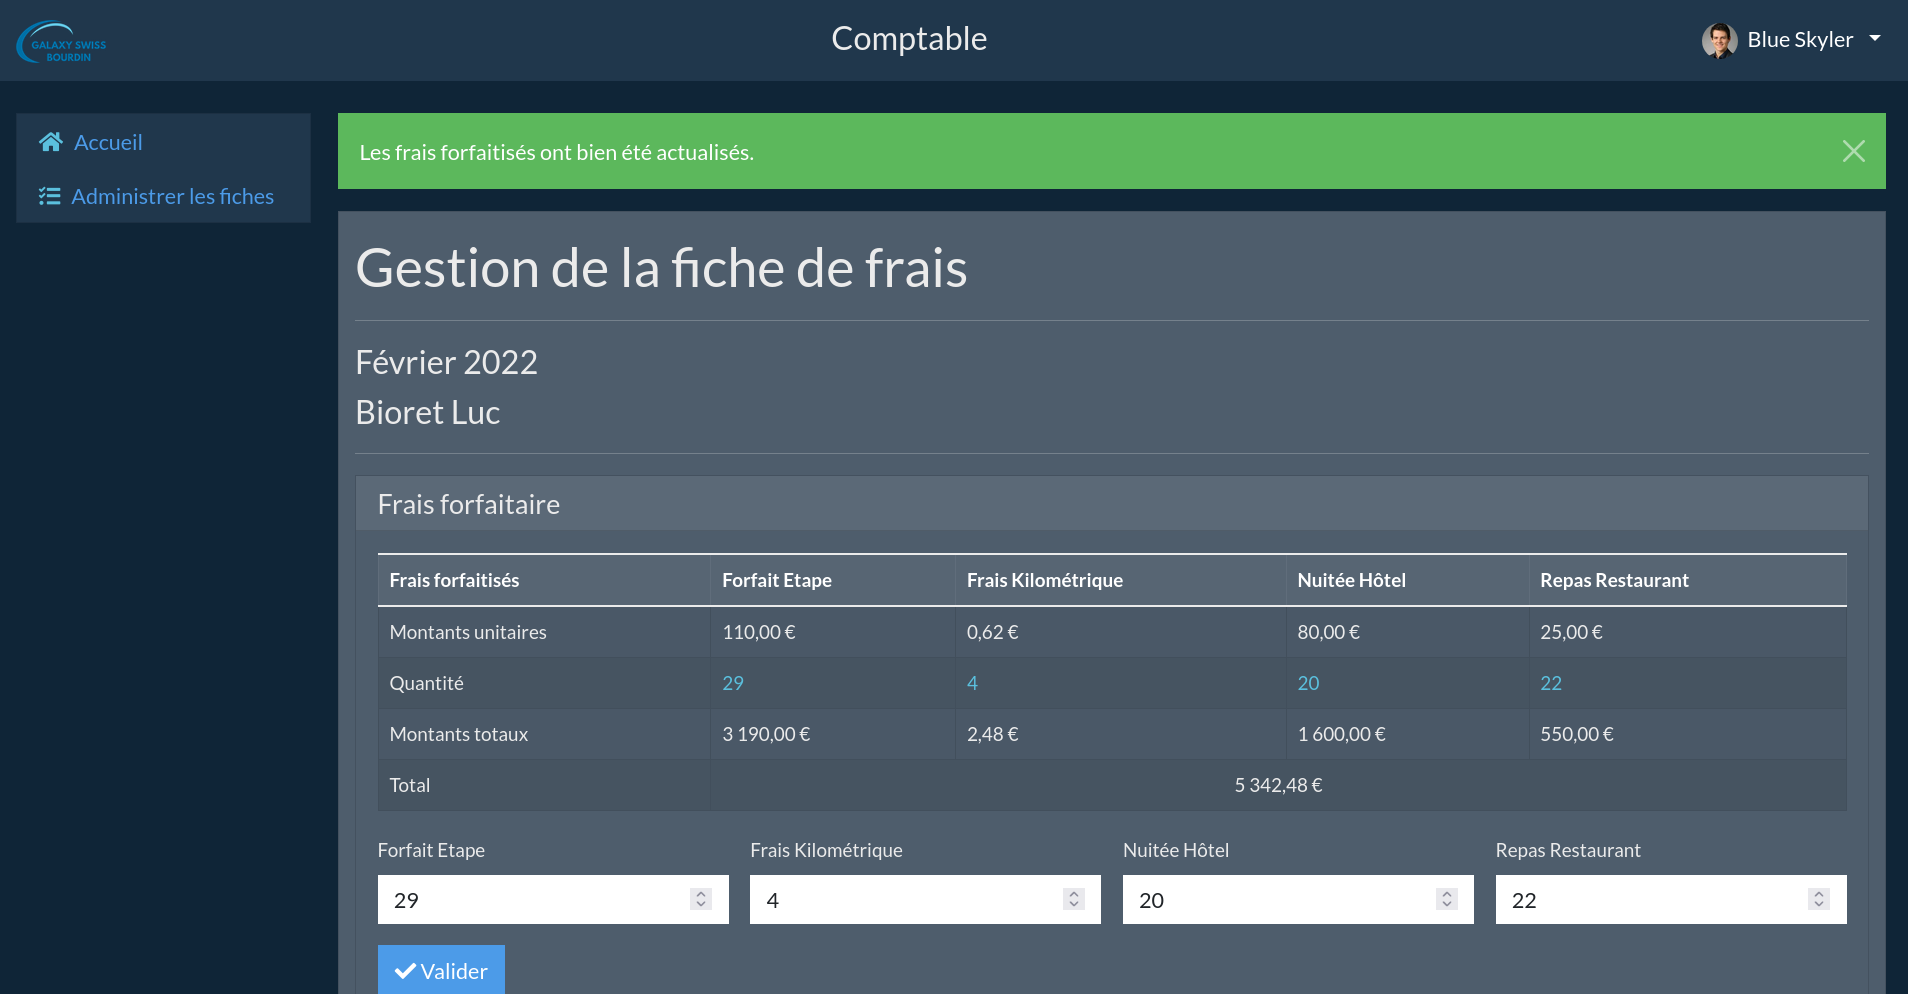 GALAXY SWISS
BOURDIN
Comptable
Blue Skyler
Accueil
Administrer les fiches
Les frais forfaitisés ont bien été actualisés.
Gestion de la fiche de frais
Février 2022
Bioret Luc
Frais forfaitaire
Frais forfaitisés Forfait Etape Frais Kilométrique Nuitée Hôtel Repas Restaurant
Montants unitaires 110,00 € 0,62 € 80,00 € 25,00 €
Quantité 29 4 20 22
Montants totaux 3 190,00 € 2,48 € 1 600,00 € 550,00 €
Total 5 342,48 €
Forfait Etape Frais Kilométrique Nuitée Hôtel Repas Restaurant
29 4 20 22
Valider